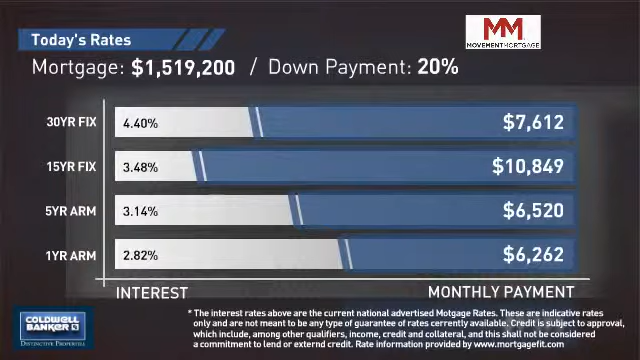 Today's Rates
MM
MOVEMENTMORTGAGE
Mortgage: $1,519,200 / Down Payment: 20%
30YR FIX 4.40% $7,612
15YR FIX 3.48% $10,849
5YR ARM 3.14% $6,520
1YR ARM 2.82% $6,262
INTEREST MONTHLY PAYMENT
COLDWELL
BANKER
DISTINCTIVE PROPERTIES
* The interest rates above are the current national advertised Motgage Rates. These are indicative rates
only and are not meant to be any type of guarantee of rates cerrently available. Credit is subject to approval,
which include, among other qualifiers, income, credit and collateral, and this shall not be considered
a commitment to lend or externd credit. Rate information provided by www.mortgagefit.com.